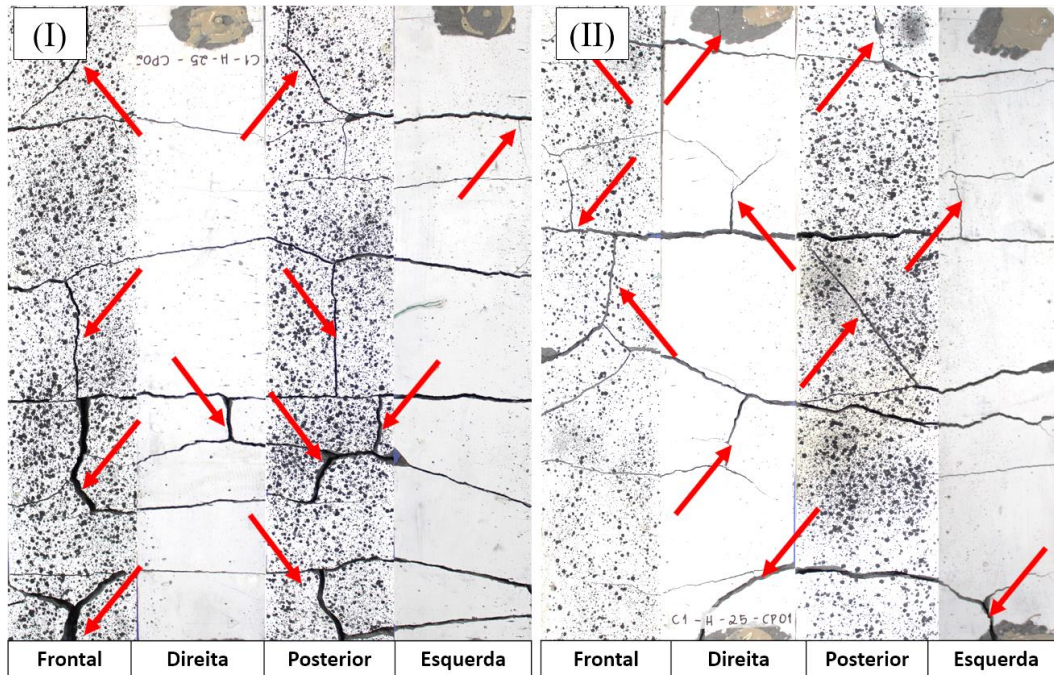 (I)
C1-H-25-CP02
(II)
C1-H-25-CP01
Frontal
Direita
Posterior
Esquerda
Frontal
Direita
Posterior
Esquerda